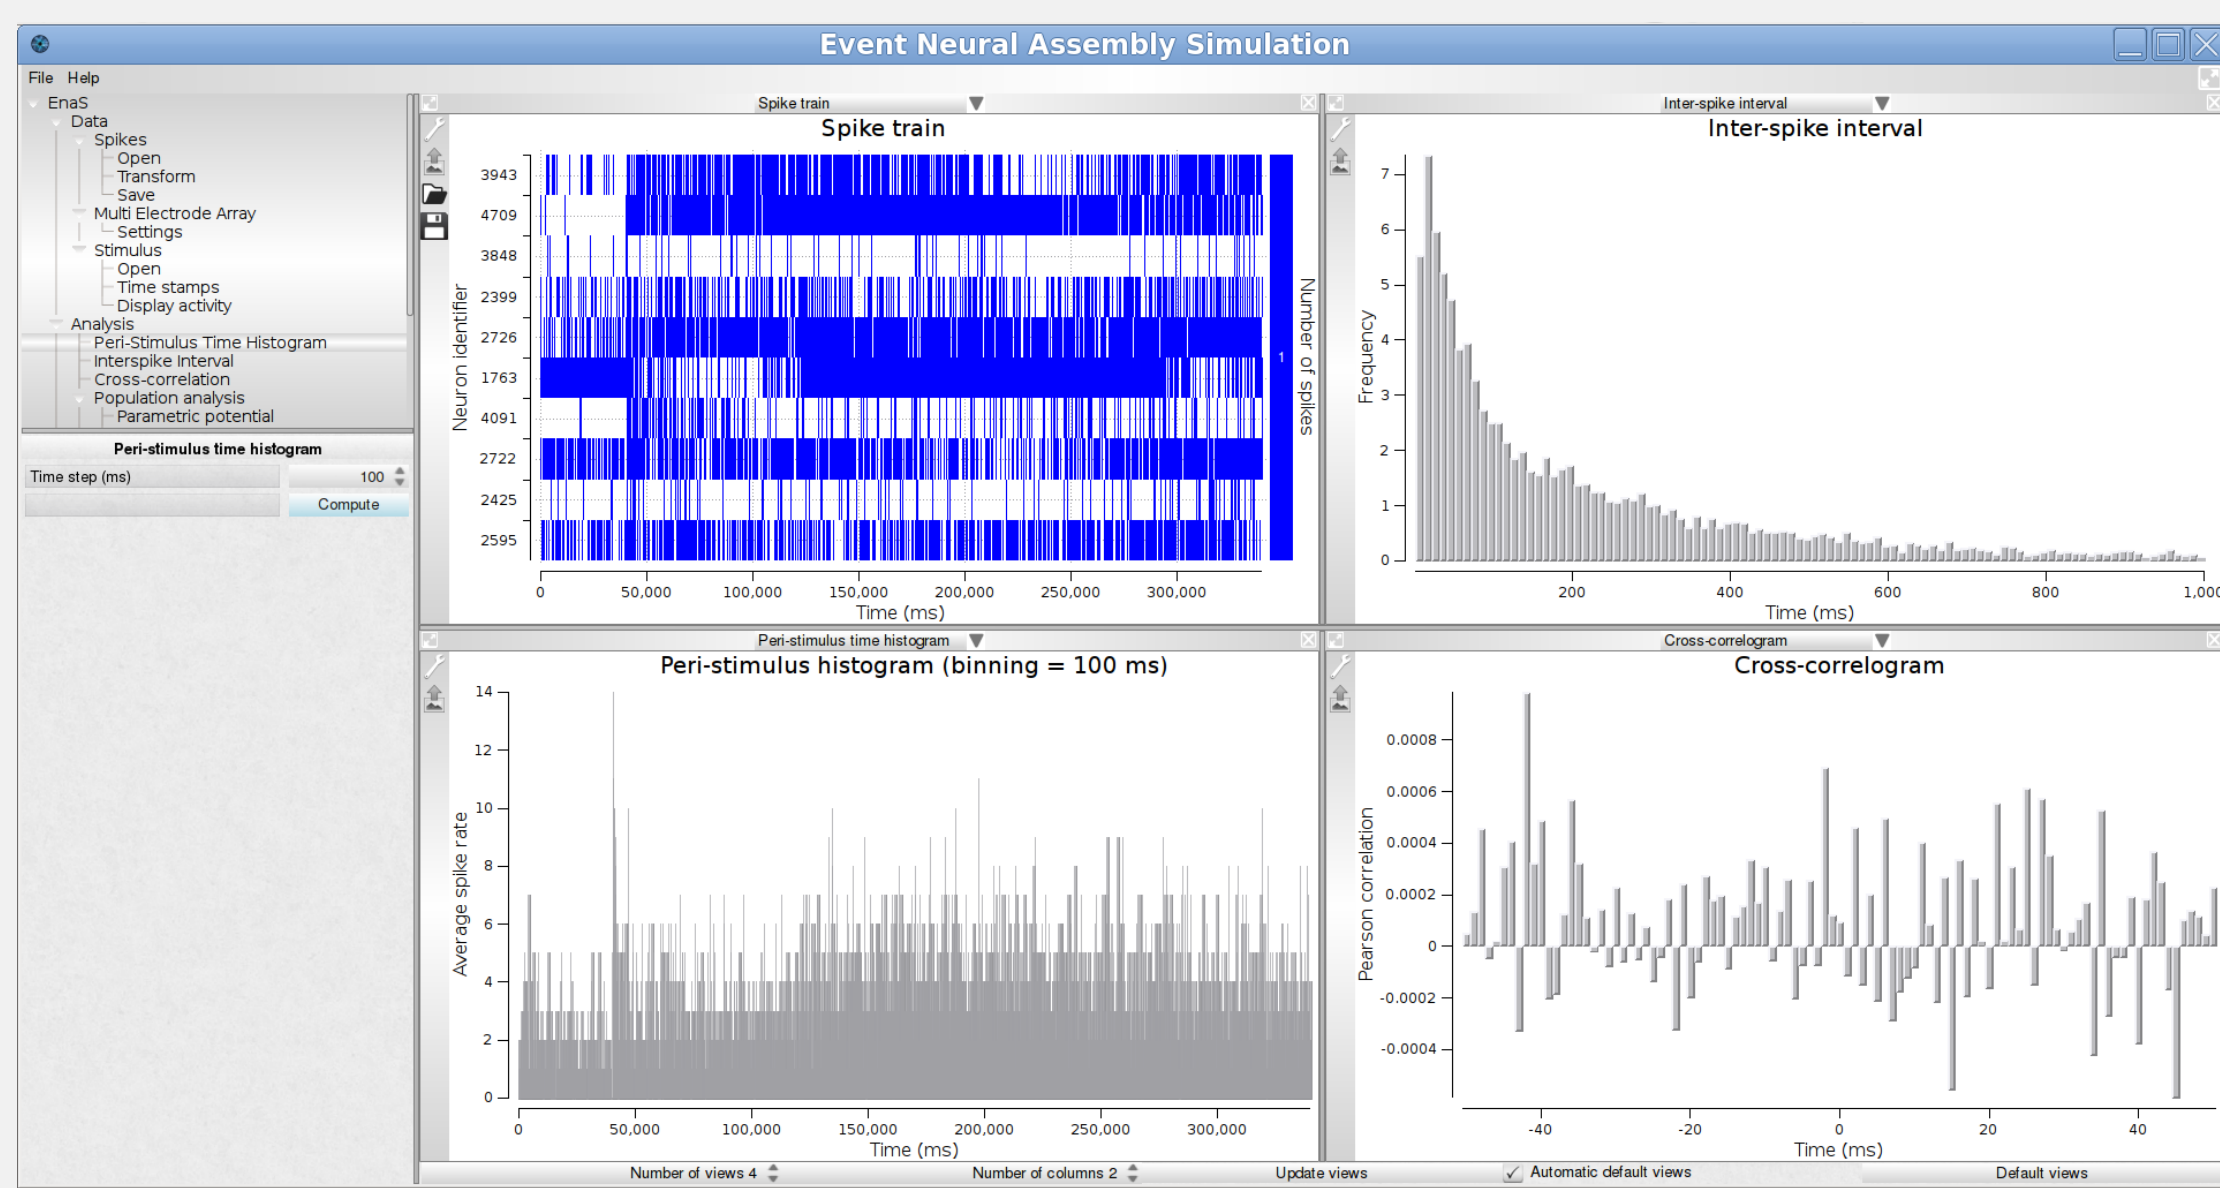 Event Neural Assembly Simulation
File Help
EnaS
Data
Spikes
Open
Transform
Save
Multi Electrode Array
Settings
Stimulus
Open
Time stamps
Display activity
Analysis
Peri-Stimulus Time Histogram
Interspike Interval
Cross-correlation
Population analysis
Parametric potential
Peri-stimulus time histogram
Time step (ms) 100
Compute
Spike train
Spike train
Neuron identifier
3943
4709
3848
2399
2726
1763
4091
2722
2425
2595
1
Number of spikes
0 50,000 100,000 150,000 200,000 250,000 300,000
Time (ms)
Inter-spike interval
Inter-spike interval
Frequency
7
6
5
4
3
2
1
0
200 400 600 800 1,000
Time (ms)
Peri-stimulus time histogram
Peri-stimulus histogram (binning = 100 ms)
Average spike rate
14
12
10
8
6
4
2
0
0 50,000 100,000 150,000 200,000 250,000 300,000
Time (ms)
Cross-correlogram
Cross-correlogram
Pearson correlation
0.0008
0.0006
0.0004
0.0002
0
-0.0002
-0.0004
-40 -20 0 20 40
Time (ms)
Number of views 4 Number of columns 2 Update views Automatic default views Default views